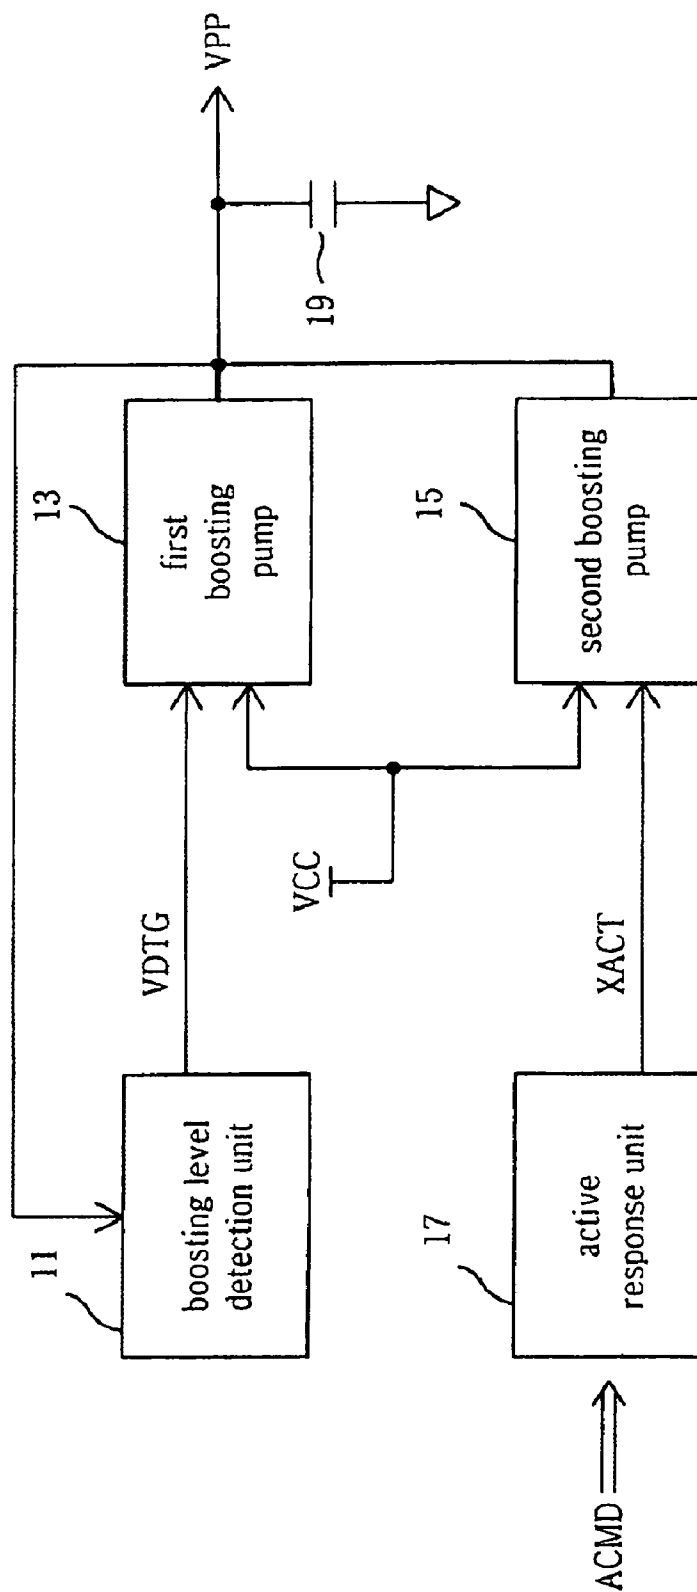 11
boosting level
detection unit
VDTG
13
first
boosting
pump
VPP
19
VCC
ACMD
17
active
response unit
XACT
15
second boosting
pump